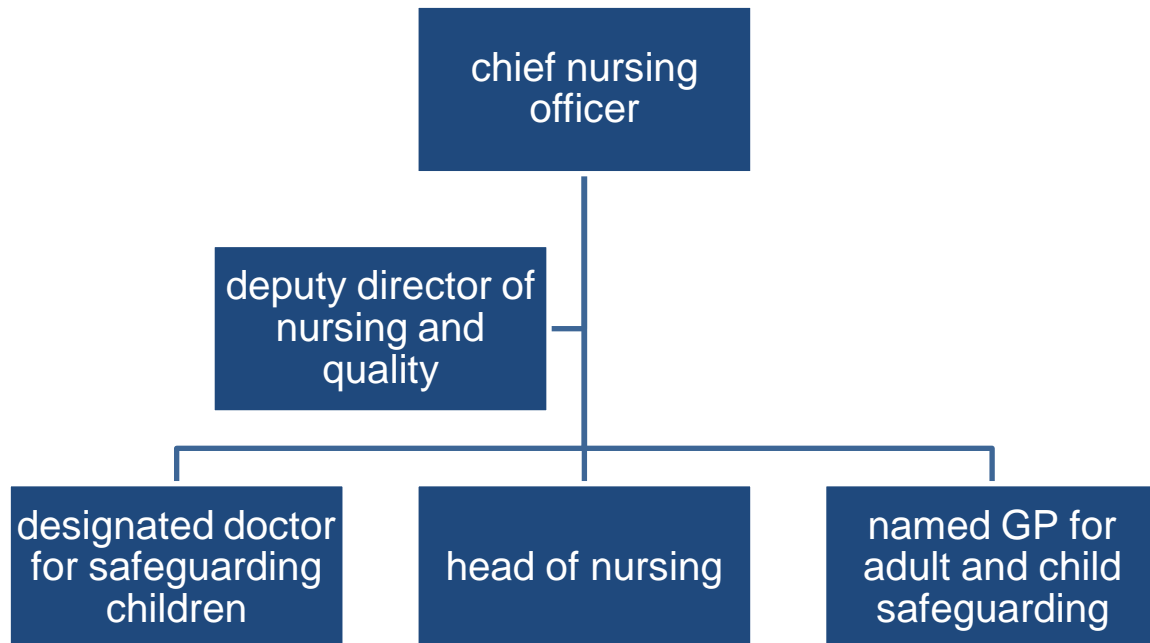 chief nursing
officer
deputy director of
nursing and
quality
designated doctor
for safeguarding
children
head of nursing
named GP for
adult and child
safeguarding